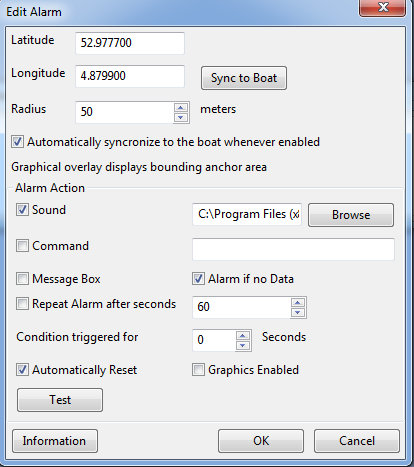 Edit Alarm
Latitude 52.977700
Longitude 4.879900 Sync to Boat
Radius 50 meters
Automatically syncronize to the boat whenever enabled
Graphical overlay displays bounding anchor area
Alarm Action
Sound C:\Program Files (x Browse
Command
Message Box Alarm if no Data
Repeat Alarm after seconds 60
Condition triggered for 0 Seconds
Automatically Reset Graphics Enabled
Test
Information OK Cancel